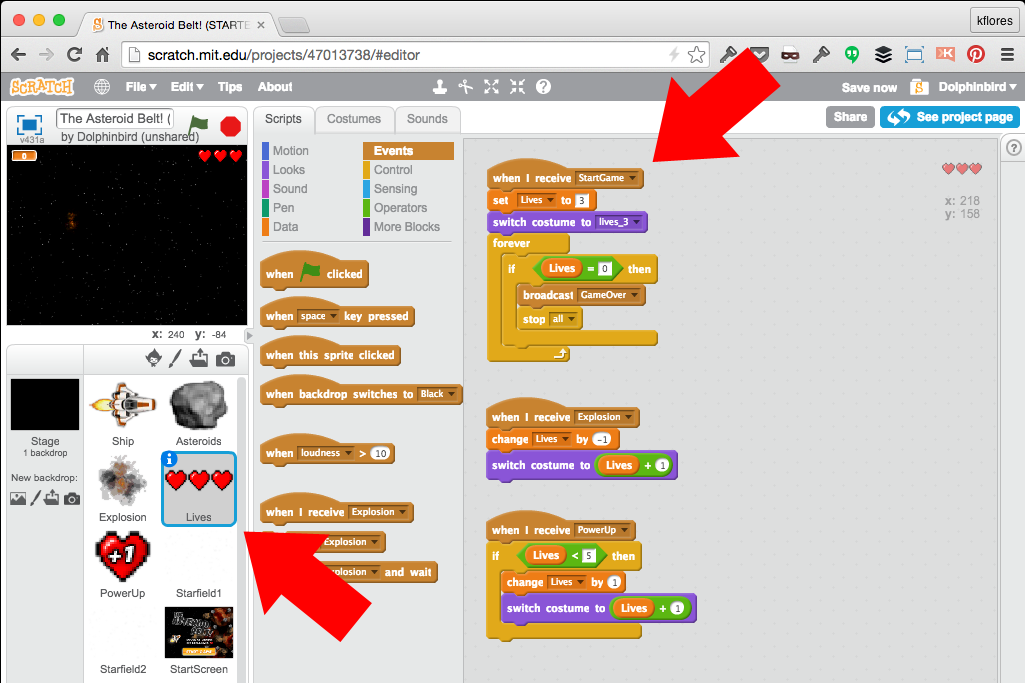 The Asteroid Belt! (STARTE
kflores
scratch.mit.edu/projects/47013738/#editor
SCRATCH
File
Edit
Tips
About
Save now
Dolphinbird
v431a
The Asteroid Belt! (
by Dolphinbird (unshared)
Scripts
Costumes
Sounds
Share
See project page
0
Motion
Looks
Sound
Pen
Data
Events
Control
Sensing
Operators
More Blocks
when clicked
when space key pressed
when this sprite clicked
when backdrop switches to Black
when loudness > 10
when I receive Explosion
Explosion
xplosion and wait
x: 240 y: -84
Stage
1 backdrop
New backdrop:
Ship
Asteroids
Explosion
Lives
+1
PowerUp
Starfield1
Starfield2
StartScreen
when I receive StartGame
set Lives to 3
switch costume to lives_3
forever
if Lives = 0 then
broadcast GameOver
stop all
when I receive Explosion
change Lives by -1
switch costume to Lives + 1
when I receive PowerUp
if Lives < 5 then
change Lives by 1
switch costume to Lives + 1
x: 218
y: 158